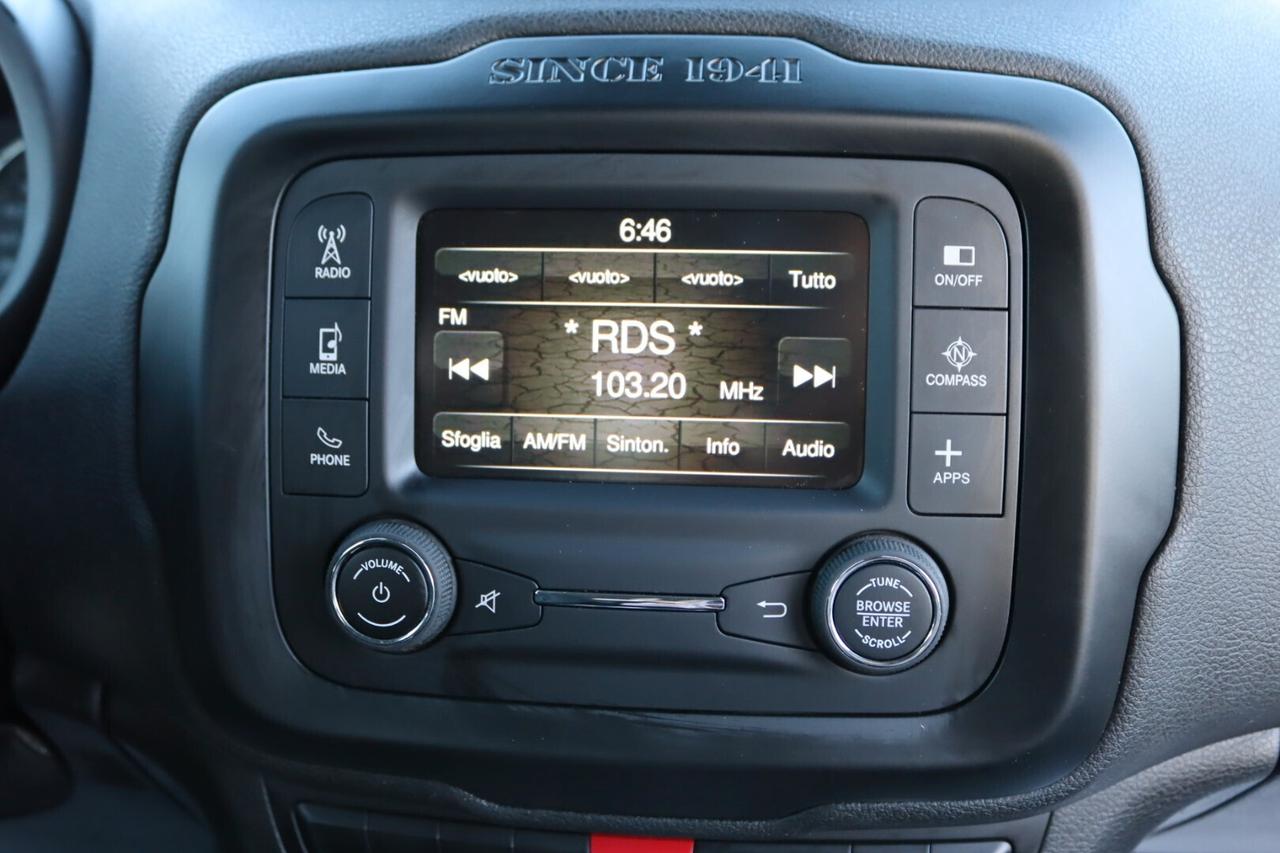 SINCE 1941
RADIO
MEDIA
PHONE
6:46
<vuoto> <vuoto> <vuoto> Tutto
FM
* RDS *
103.20 MHz
Sfoglia AM/FM Sinton. Info Audio
ON/OFF
N
COMPASS
APPS
VOLUME
TUNE
BROWSE
ENTER
SCROLL